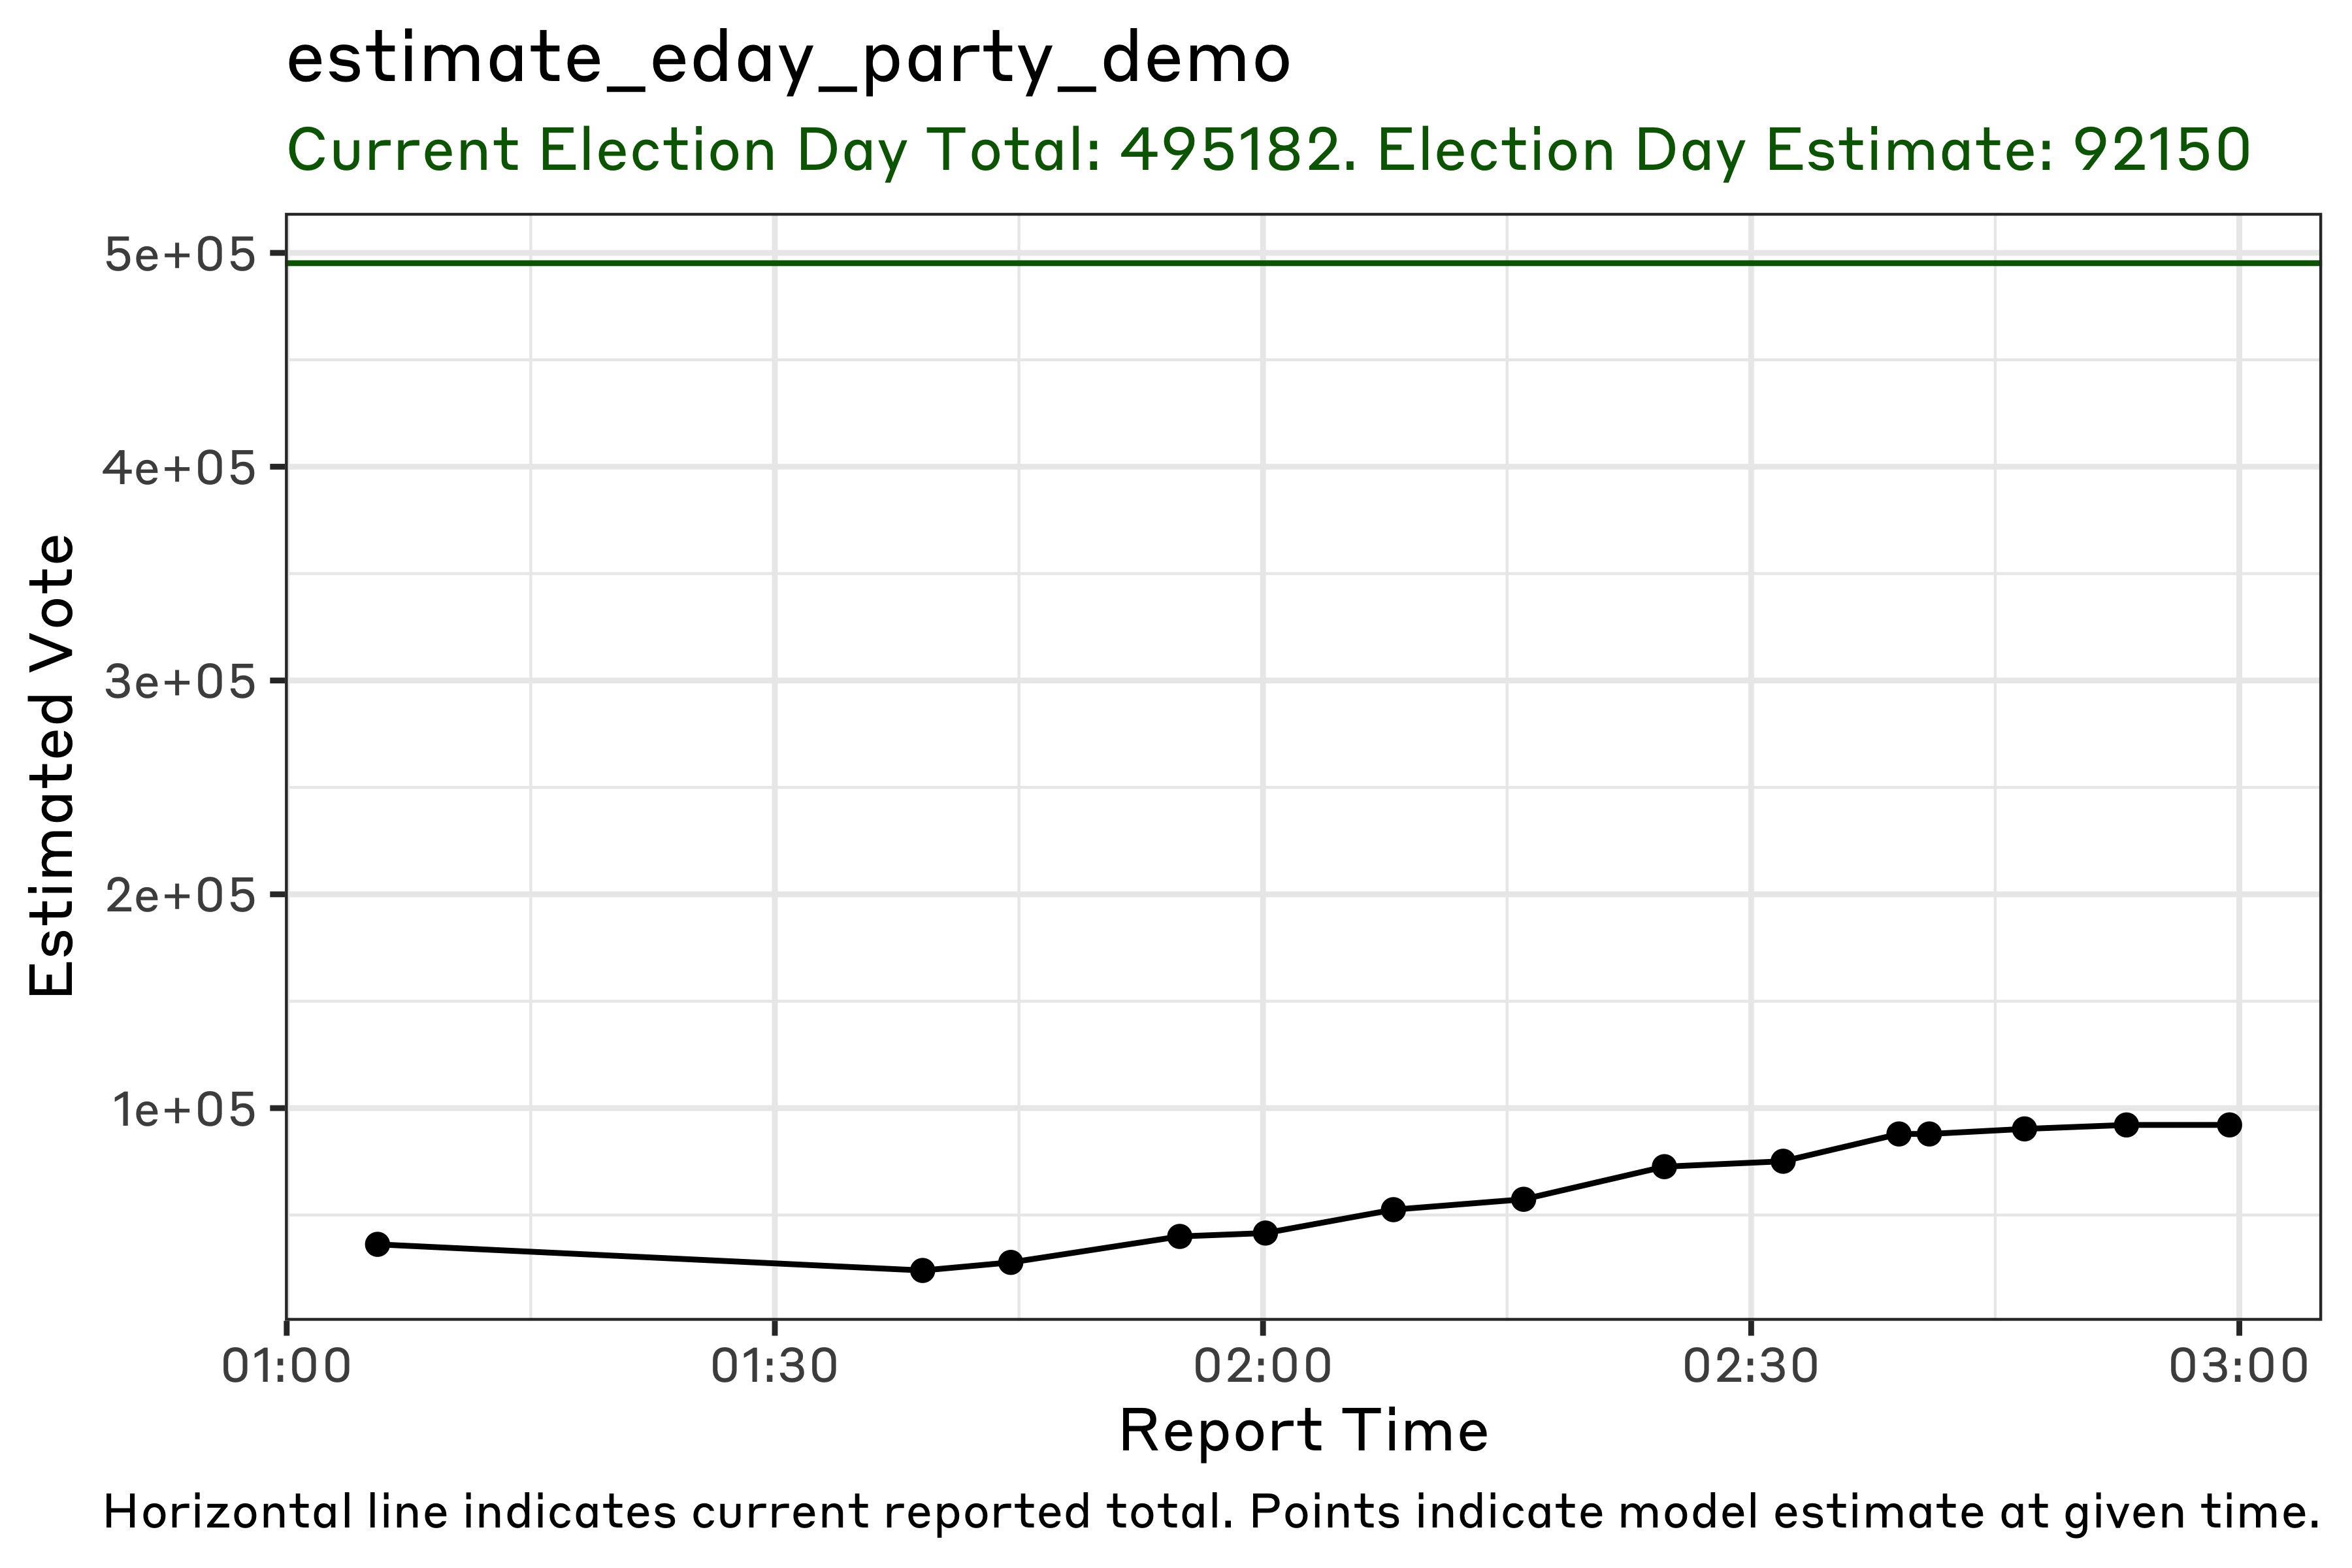 estimate_eday_party_demo
Current Election Day Total: 495182. Election Day Estimate: 92150
5e+05
4e+05
3e+05
2e+05
1e+05
Estimated Vote
01:00 01:30 02:00 02:30 03:00
Report Time
Horizontal line indicates current reported total. Points indicate model estimate at given time.